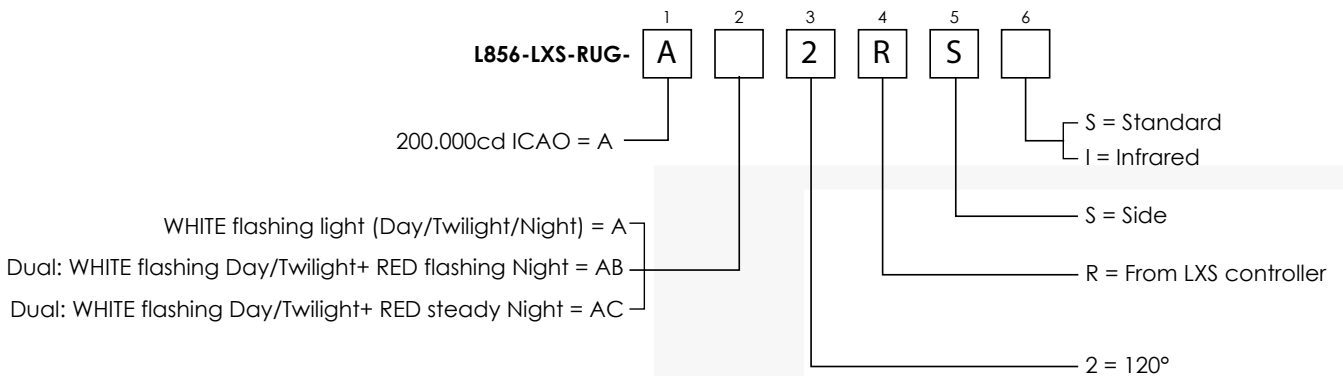 1 2 3 4 5 6
L856-LXS-RUG- A 2 R S
200.000cd ICAO = A
S = Standard
I = Infrared
WHITE flashing light (Day/Twilight/Night) = A
S = Side
Dual: WHITE flashing Day/Twilight+ RED flashing Night = AB
R = From LXS controller
Dual: WHITE flashing Day/Twilight+ RED steady Night = AC
2 = 120°